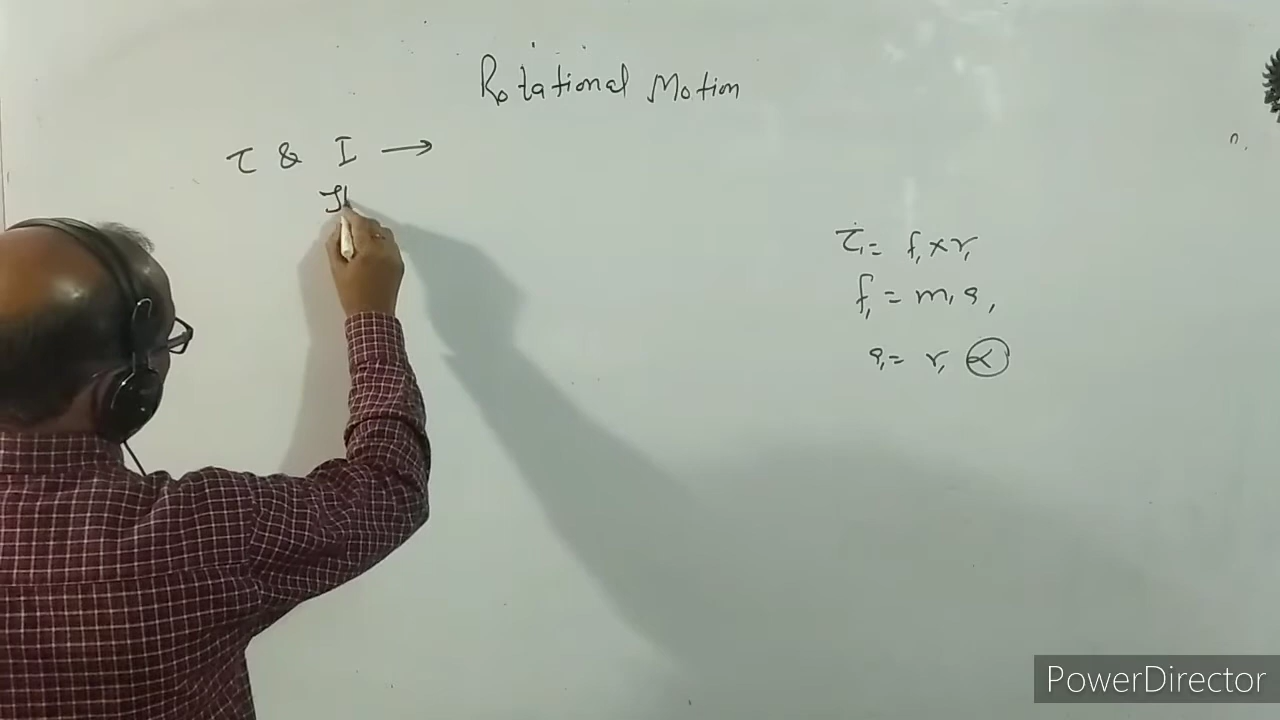 Rotational Motion
τ & I →
τ₁ = f₁ × r₁
f₁ = m₁ a₁
a₁ = r₁ α
PowerDirector